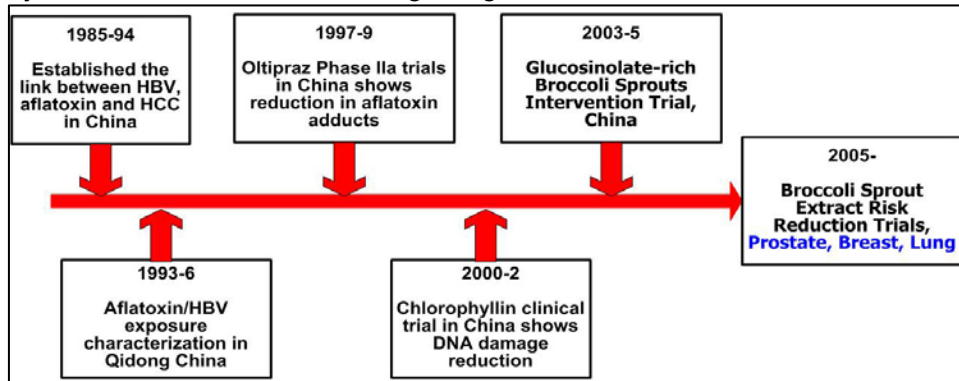 1985-94
Established the
link between HBV,
aflatoxin and HCC
in China
1997-9
Oltipraz Phase IIa trials
in China shows
reduction in aflatoxin
adducts
2003-5
Glucosinolate-rich
Broccoli Sprouts
Intervention Trial,
China
2005-
Broccoli Sprout
Extract Risk
Reduction Trials,
Prostate, Breast, Lung
1993-6
Aflatoxin/HBV
exposure
characterization in
Qidong China
2000-2
Chlorophyllin clinical
trial in China shows
DNA damage
reduction